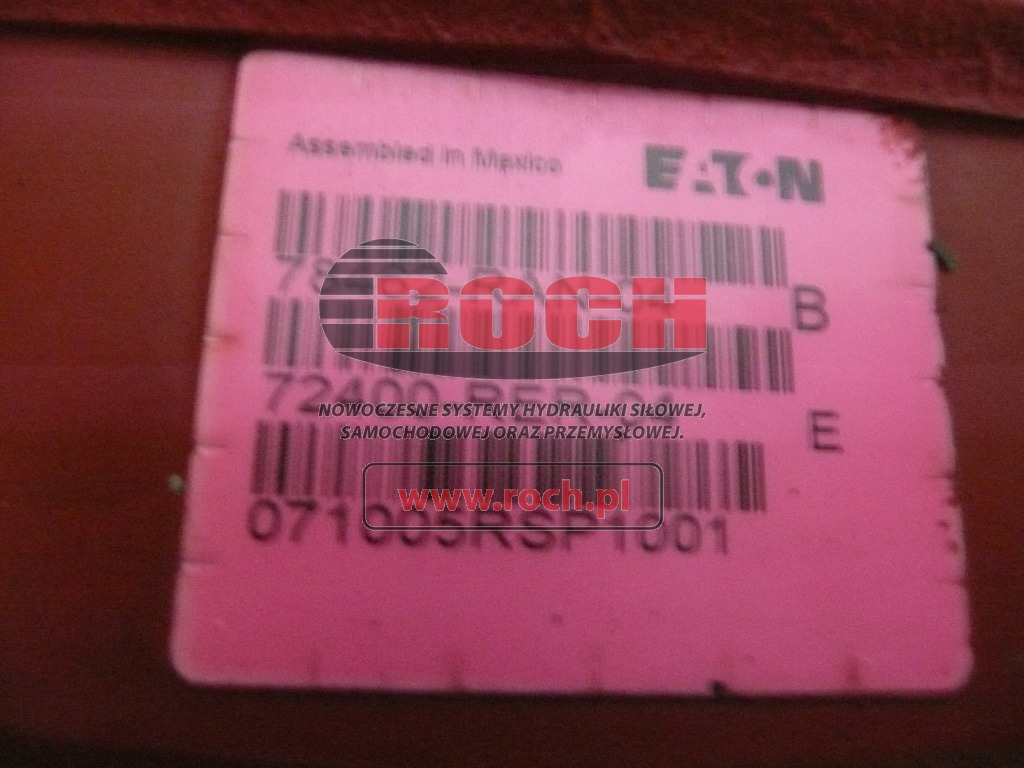 Assembled in Mexico
EATON
B
ROCH
72400-
E
NOWOCZESNE SYSTEMY HYDRAULIKI SIŁOWEJ,
SAMOCHODOWEJ ORAZ PRZEMYSŁOWEJ.
www.roch.pl
071005RSP1001